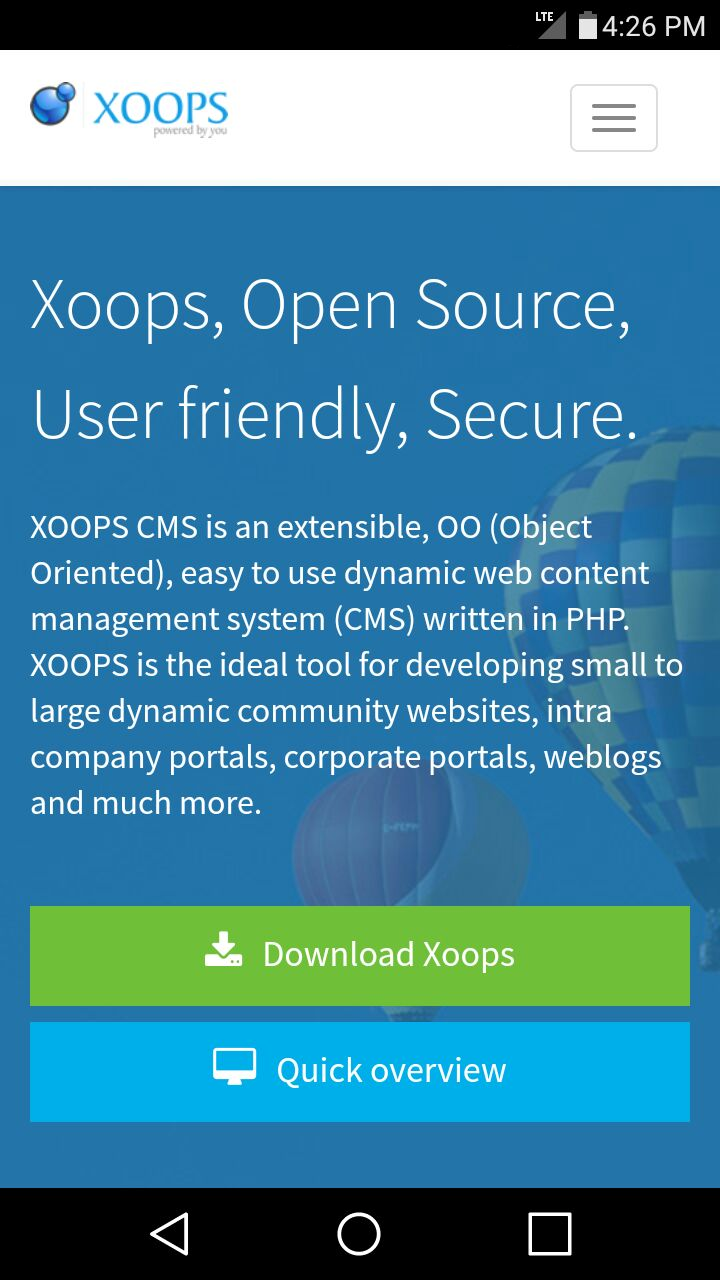 LTE 4:26 PM
XOOPS
powered by you
Xoops, Open Source,
User friendly, Secure.
XOOPS CMS is an extensible, OO (Object
Oriented), easy to use dynamic web content
management system (CMS) written in PHP.
XOOPS is the ideal tool for developing small to
large dynamic community websites, intra
company portals, corporate portals, weblogs
and much more.
Download Xoops
Quick overview